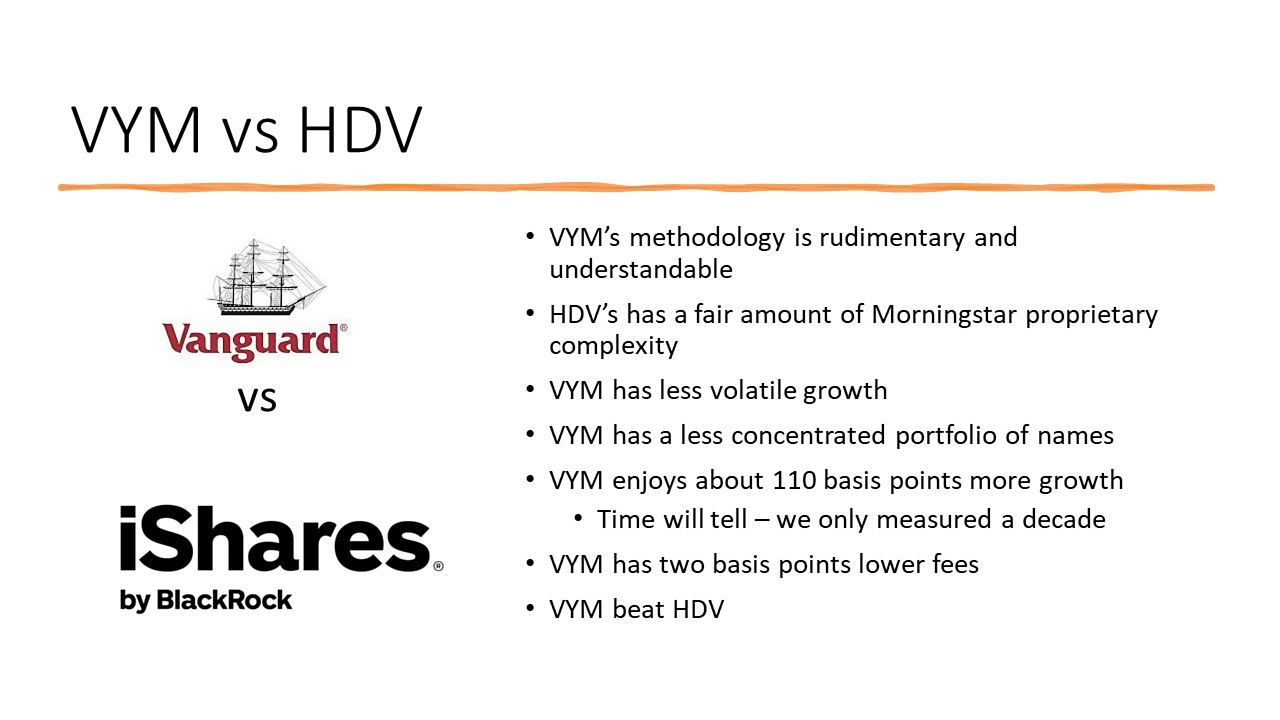 VYM vs HDV
Vanguard®
vs
iShares®
by BlackRock
• VYM’s methodology is rudimentary and
understandable
• HDV’s has a fair amount of Morningstar proprietary
complexity
• VYM has less volatile growth
• VYM has a less concentrated portfolio of names
• VYM enjoys about 110 basis points more growth
• Time will tell – we only measured a decade
• VYM has two basis points lower fees
• VYM beat HDV